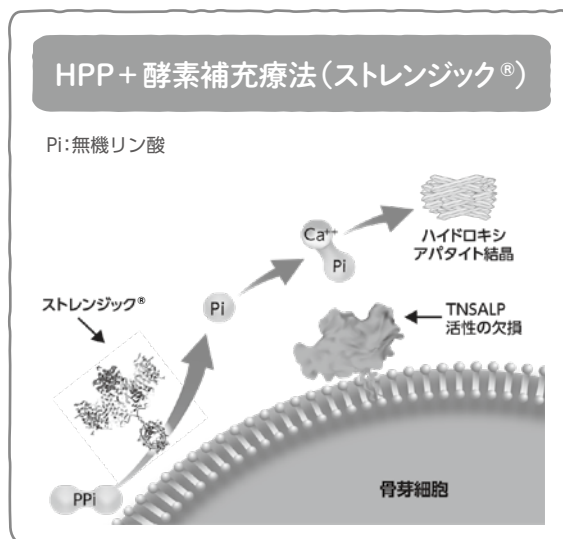 HPP+酵素補充療法(ストレンジック®)
Pi:無機リン酸
Ca⁺⁺
Pi
ハイドロキシ
アパタイト結晶
ストレンジック®
Pi
TNSALP
活性の欠損
PPi
骨芽細胞